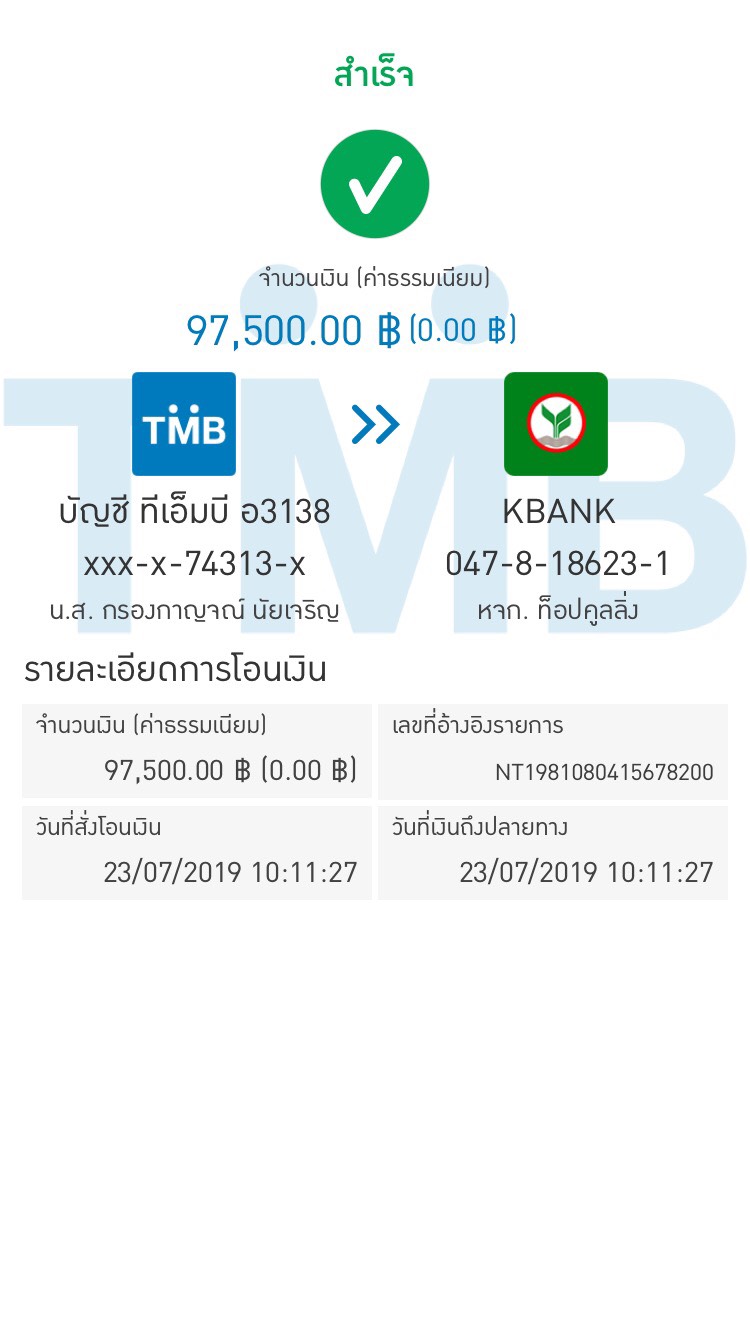 สำเร็จ
จำนวนเงิน (ค่าธรรมเนียม)
97,500.00 ฿ (0.00 ฿)
TMB
บัญชี ทีเอ็มบี อ3138
xxx-x-74313-x
น.ส. กรองกาญจณ์ นัยเจริญ
KBANK
047-8-18623-1
หจก. ท็อปคูลลิ่ง
TMB
รายละเอียดการโอนเงิน
จำนวนเงิน (ค่าธรรมเนียม)
97,500.00 ฿ (0.00 ฿)
เลขที่อ้างอิงรายการ
NT1981080415678200
วันที่สั่งโอนเงิน
23/07/2019 10:11:27
วันที่เงินถึงปลายทาง
23/07/2019 10:11:27